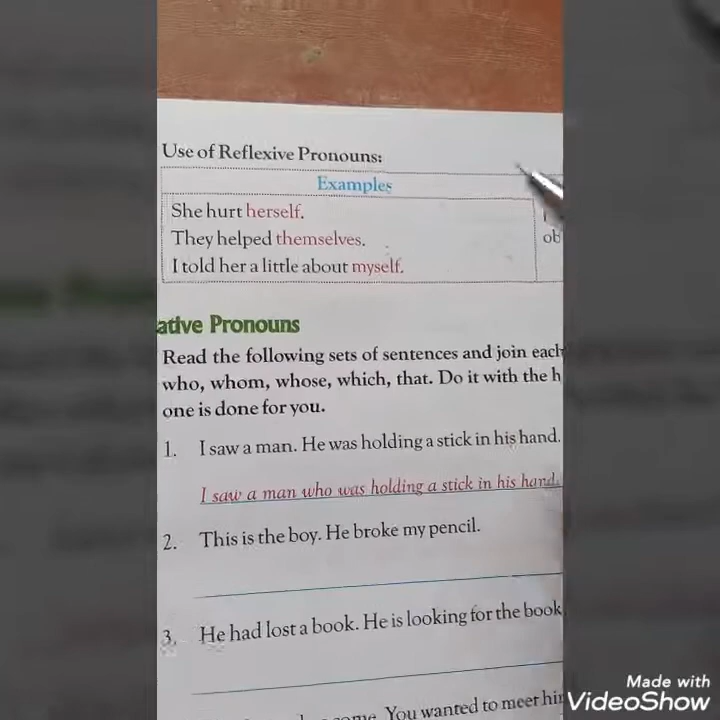 Use of Reflexive Pronouns:
Examples
She hurt herself.
They helped themselves.
I told her a little about myself.
ob
ative Pronouns
Read the following sets of sentences and join each
who, whom, whose, which, that. Do it with the h
one is done for you.
1. I saw a man. He was holding a stick in his hand.
I saw a man who was holding a stick in his hand.
2. This is the boy. He broke my pencil.
3. He had lost a book. He is looking for the book
You wanted to meet him
Made with
VideoShow